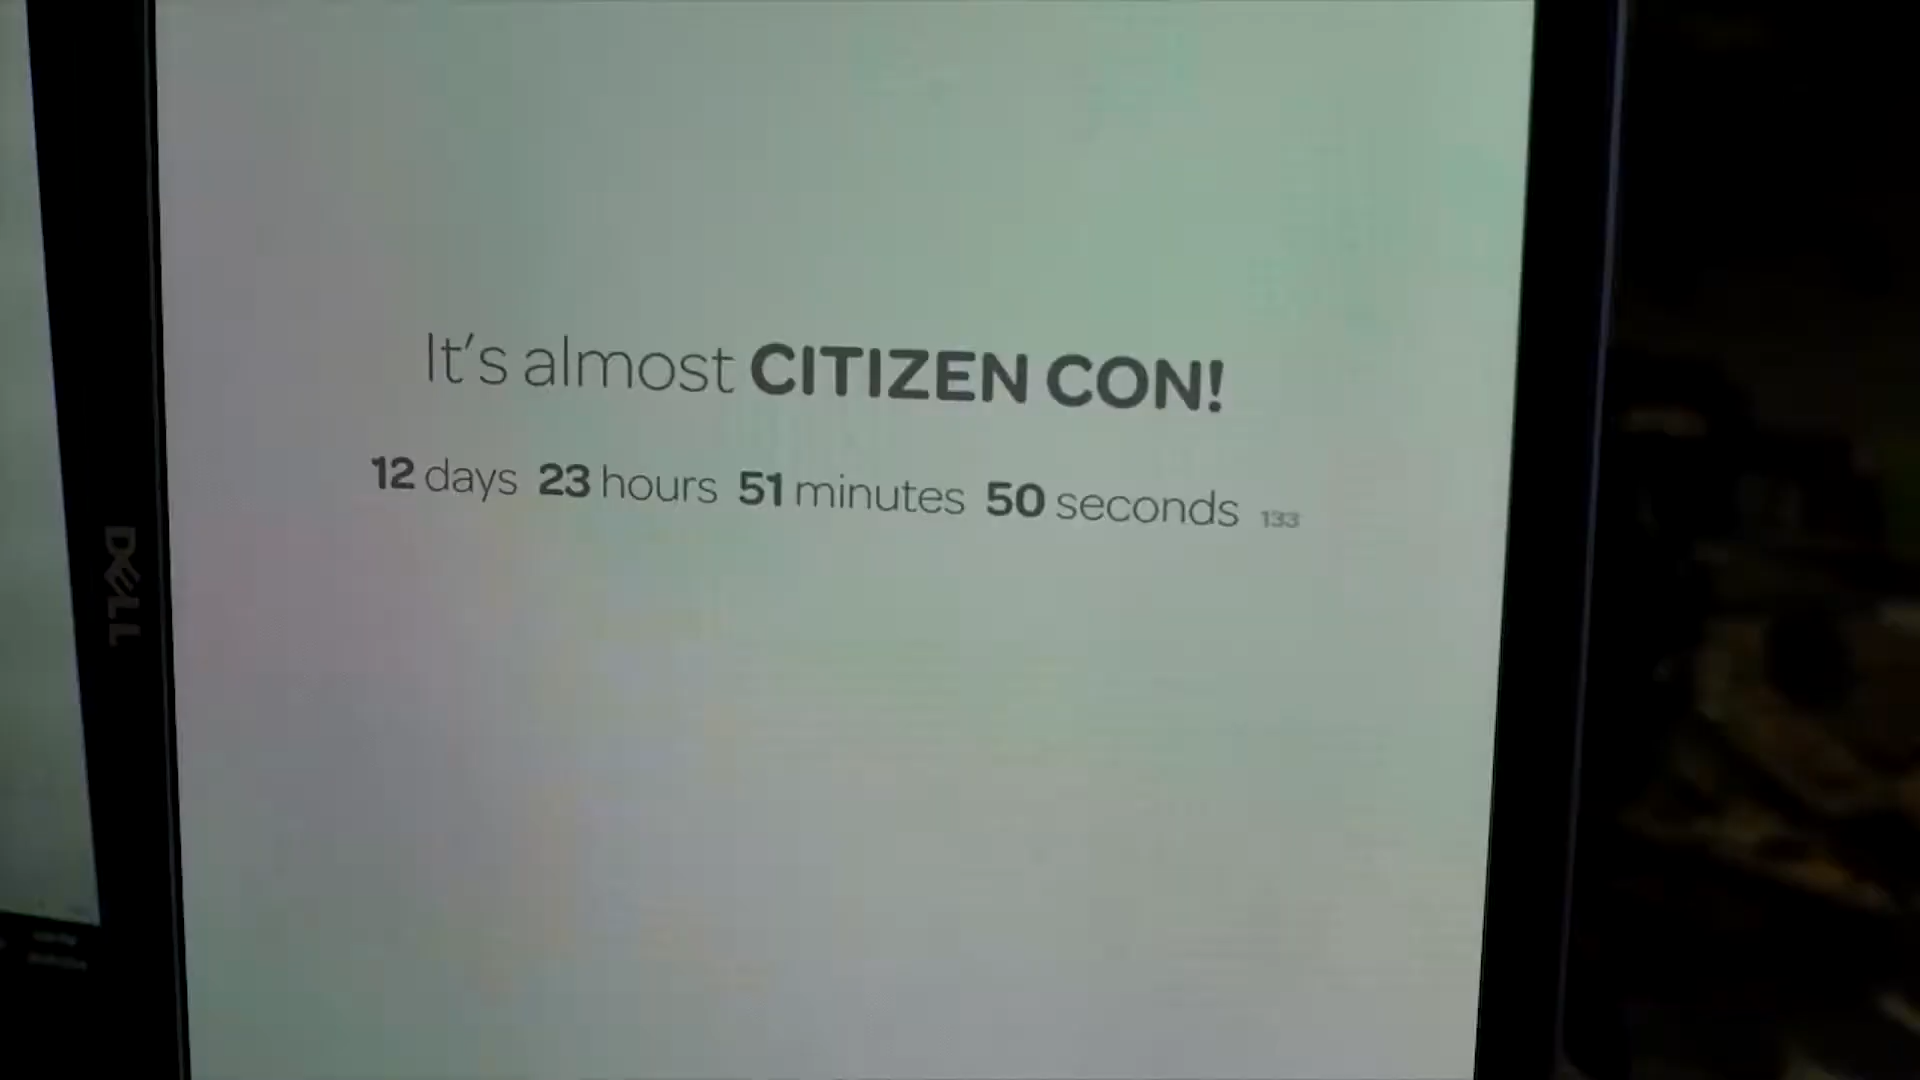 It's almost CITIZEN CON!
12 days 23 hours 51 minutes 50 seconds 133
DELL